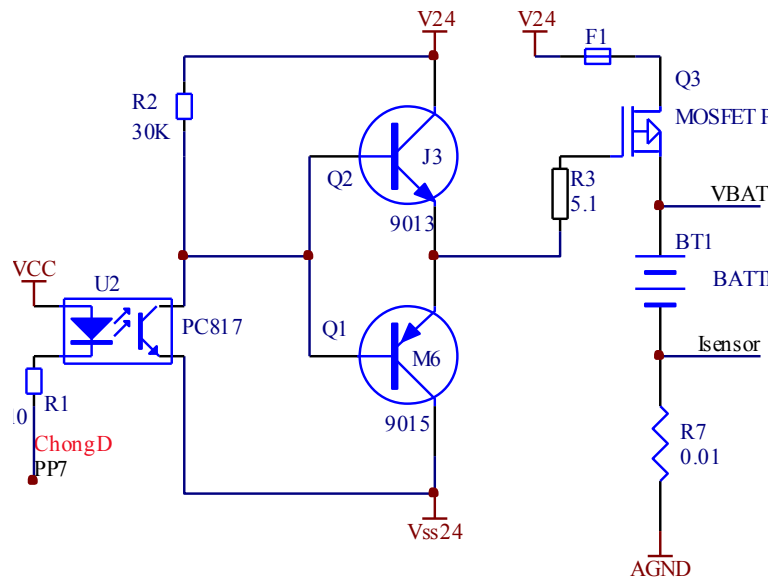 V24
V24
F1
Q3
MOSFET P
R2
30K
J3
Q2
R3
5.1
9013
VBAT
BT1
BATT
VCC
U2
PC817
Q1
M6
Isensor
R1
9015
R7
0.01
ChongD
PP7
Vss24
AGND